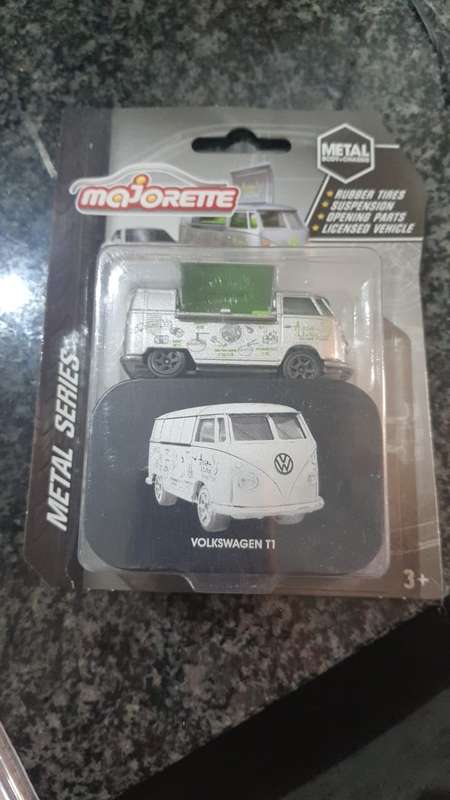 METAL
BODY+CHASSIS
MAJORETTE
RUBBER TIRES
SUSPENSION
OPENING PARTS
LICENSED VEHICLE
METAL SERIES
VOLKSWAGEN T1
3+